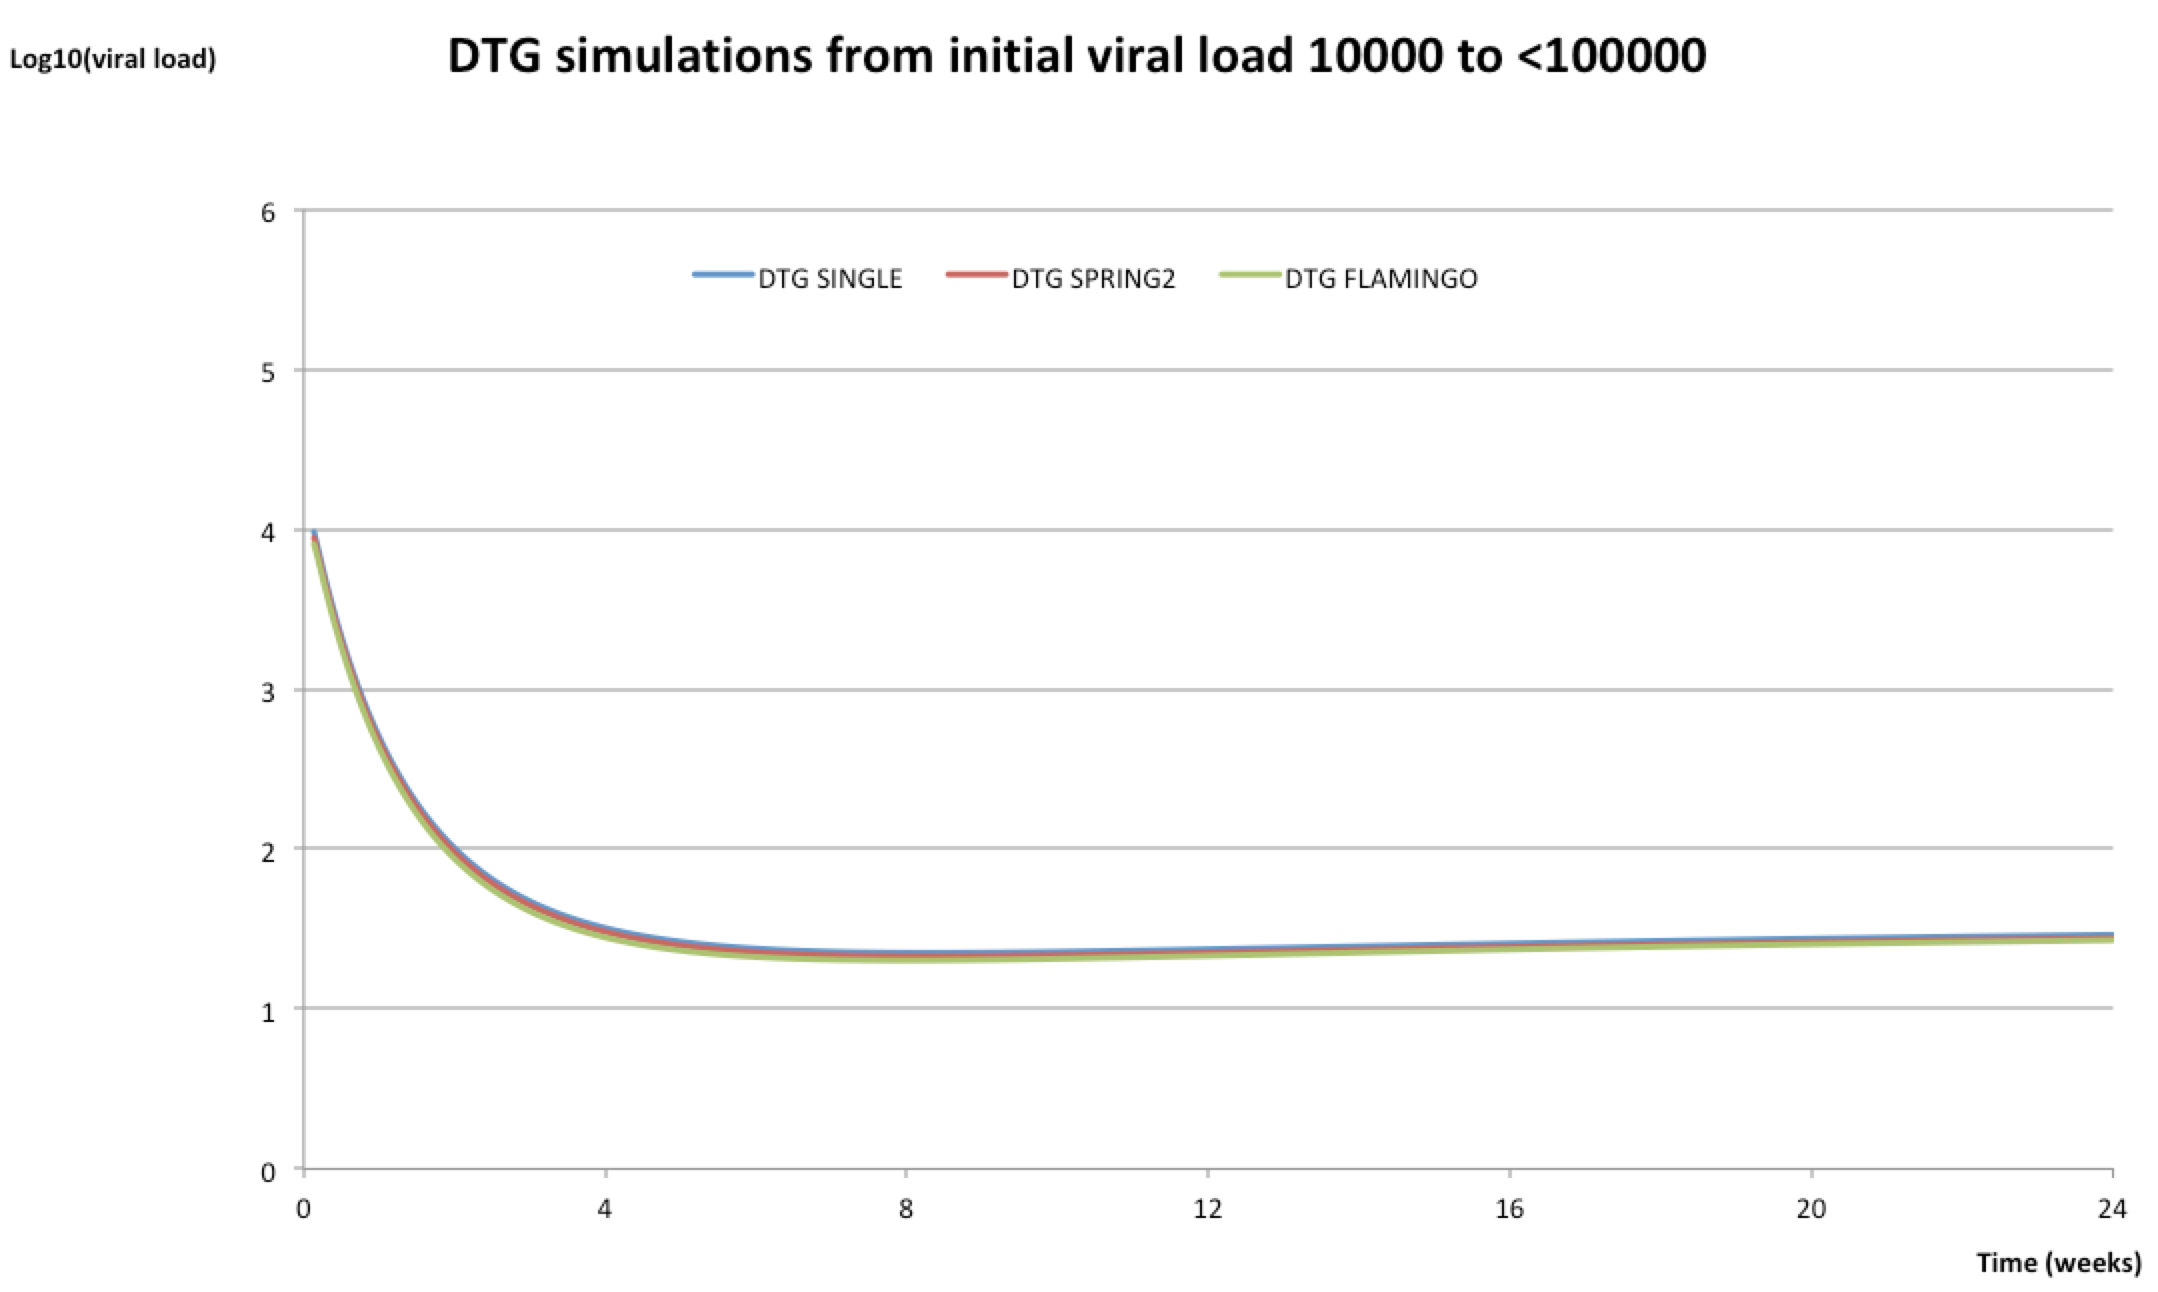 Log10(viral load)
DTG simulations from initial viral load 10000 to <100000
6
DTG SINGLE DTG SPRING2 DTG FLAMINGO
5
4
3
2
1
0
0 4 8 12 16 20 24
Time (weeks)